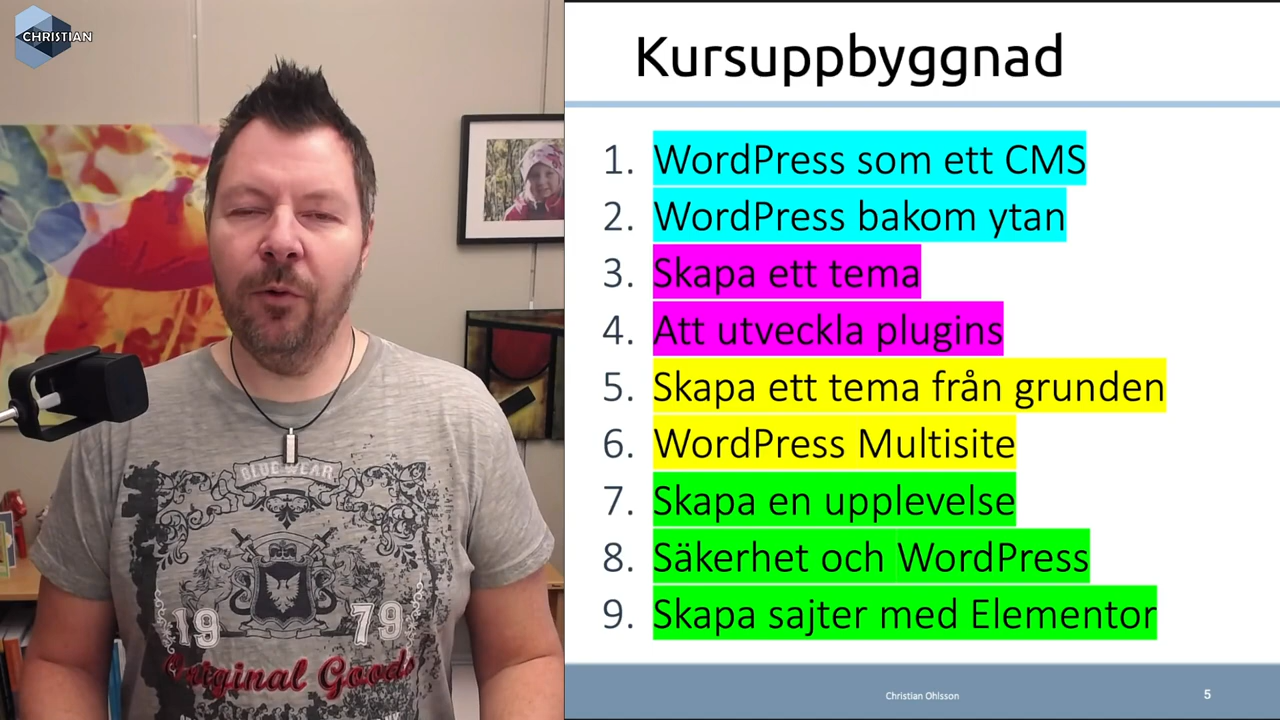 CHRISTIAN
Kursuppbyggnad
1. WordPress som ett CMS
2. WordPress bakom ytan
3. Skapa ett tema
4. Att utveckla plugins
5. Skapa ett tema från grunden
6. WordPress Multisite
7. Skapa en upplevelse
8. Säkerhet och WordPress
9. Skapa sajter med Elementor
Christian Ohlsson
5
BLUE WEAR
19 79
Original Goods